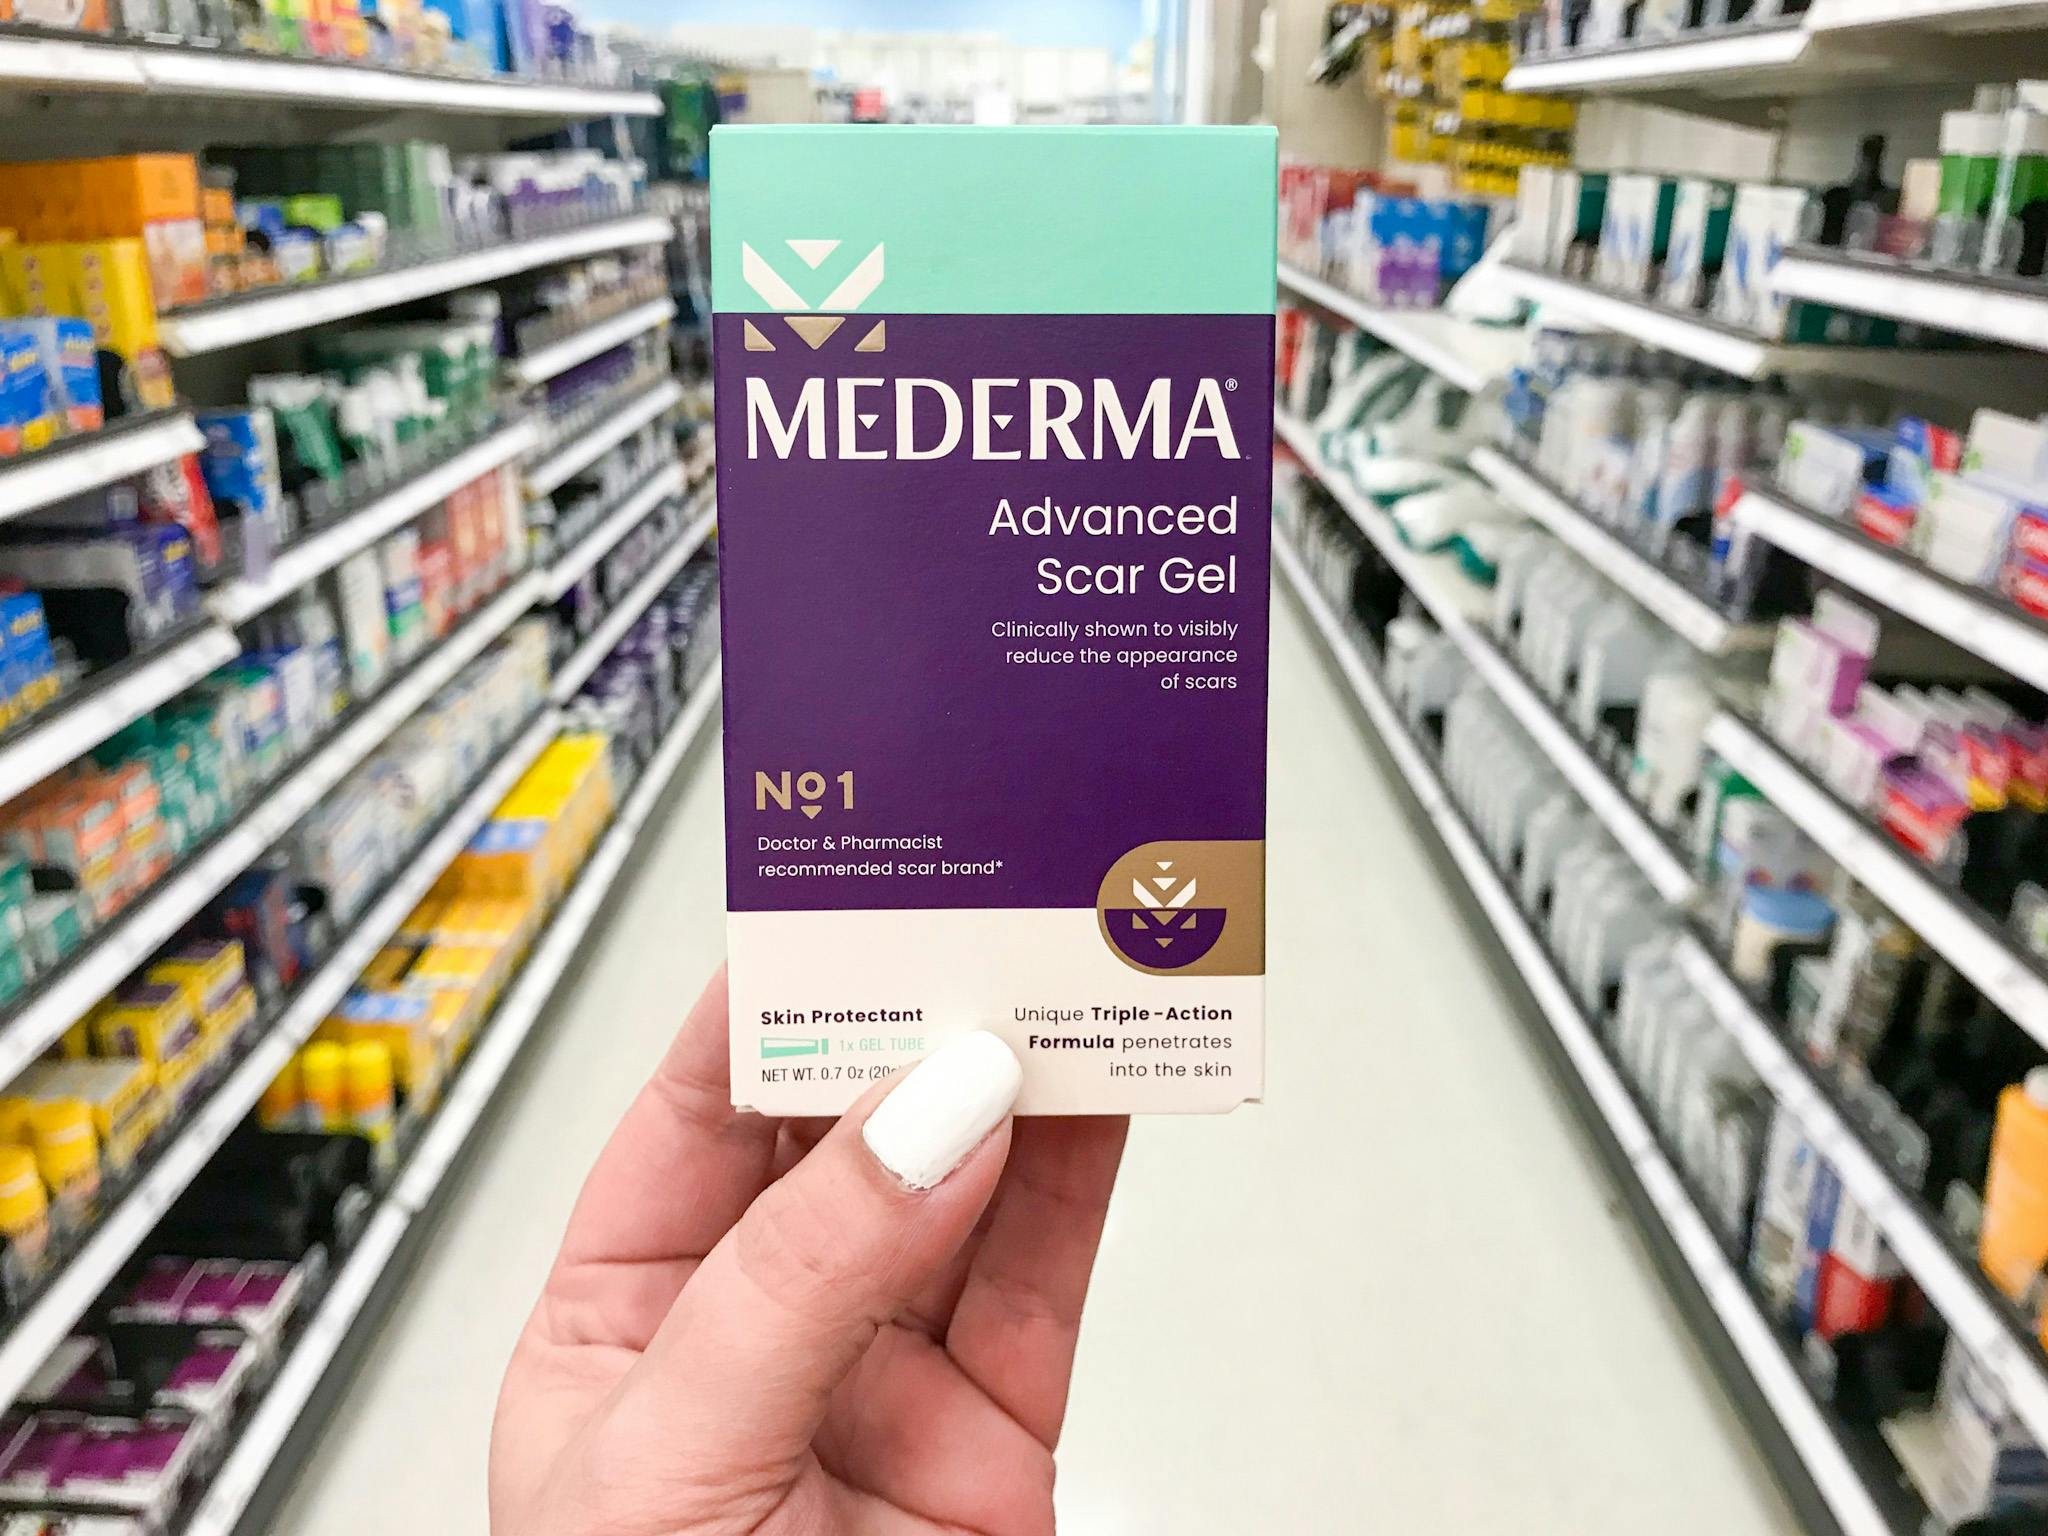 MEDERMA®
Advanced
Scar Gel
Clinically shown to visibly
reduce the appearance
of scars
Nº1
Doctor & Pharmacist
recommended scar brand*
Skin Protectant
1x GEL TUBE
NET WT. 0.7 Oz
Unique Triple-Action
Formula penetrates
into the skin